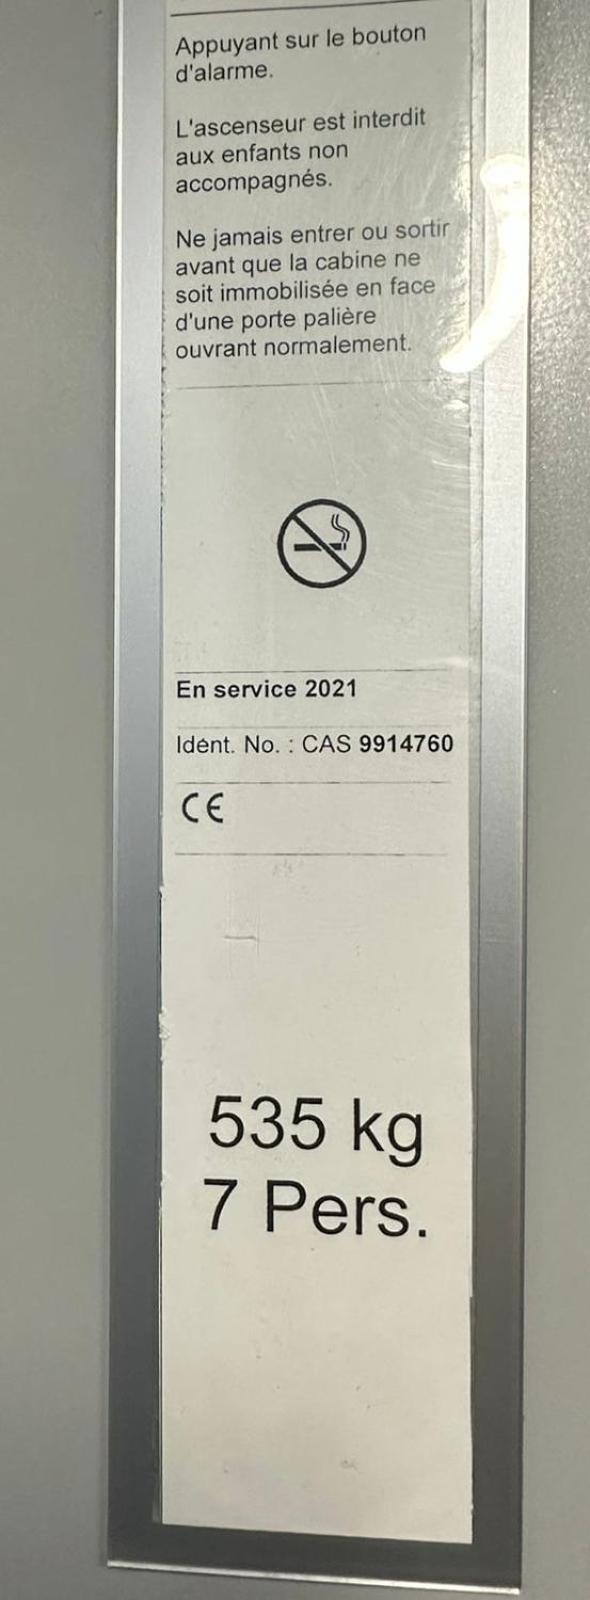 Appuyant sur le bouton
d'alarme.
L'ascenseur est interdit
aux enfants non
accompagnés.
Ne jamais entrer ou sortir
avant que la cabine ne
soit immobilisée en face
d'une porte palière
ouvrant normalement.
En service 2021
Ident. No. : CAS 9914760
CE
535 kg
7 Pers.